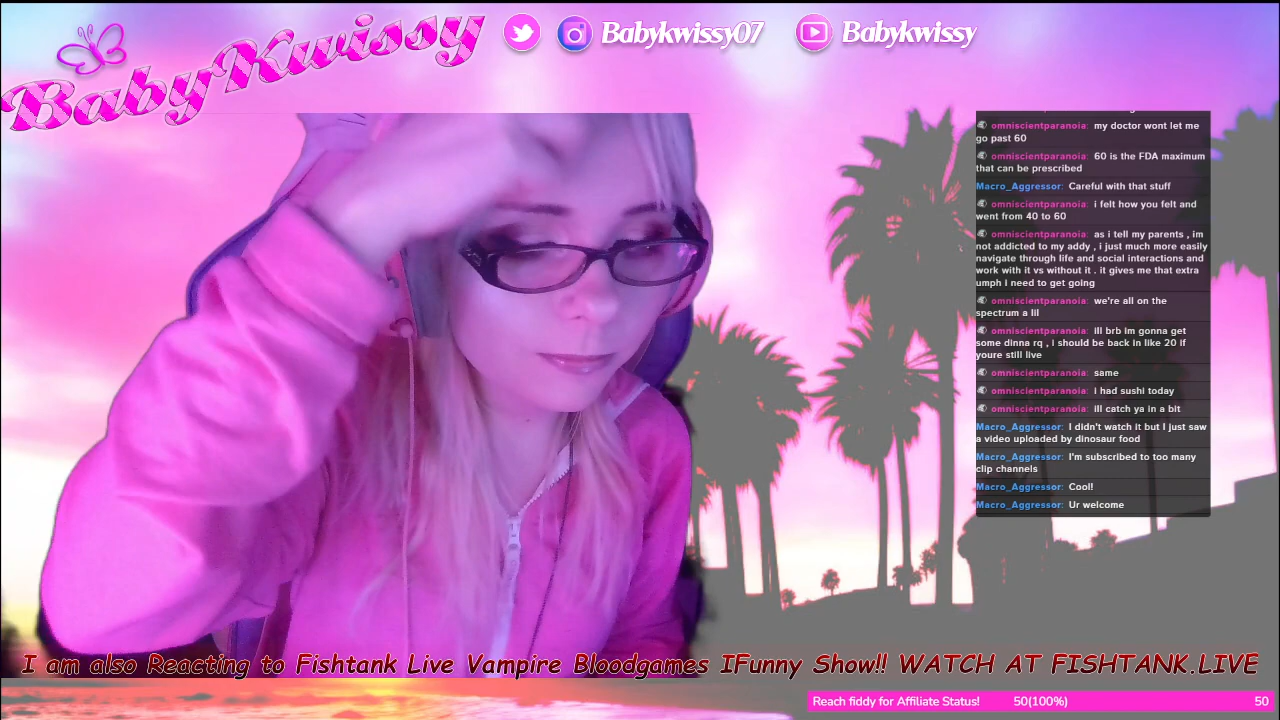 BabyKwissy
Babykwissy07
Babykwissy
omniscientparanoia: my doctor wont let me
go past 60
omniscientparanoia: 60 is the FDA maximum
that can be prescribed
Macro_Aggressor: Careful with that stuff
omniscientparanoia: i felt how you felt and
went from 40 to 60
omniscientparanoia: as i tell my parents , im
not addicted to my addy , i just much more easily
navigate through life and social interactions and
work with it vs without it . it gives me that extra
umph I need to get going
omniscientparanoia: we're all on the
spectrum a lil
omniscientparanoia: ill brb im gonna get
some dinna rq , i should be back in like 20 if
youre still live
omniscientparanoia: same
omniscientparanoia: i had sushi today
omniscientparanoia: ill catch ya in a bit
Macro_Aggressor: I didn't watch it but I just saw
a video uploaded by dinosaur food
Macro_Aggressor: I'm subscribed to too many
clip channels
Macro_Aggressor: Cool!
Macro_Aggressor: Ur welcome
I am also Reacting to Fishtank Live Vampire Bloodgames IFunny Show!! WATCH AT FISHTANK.LIVE
Reach fiddy for Affiliate Status! 50(100%) 50